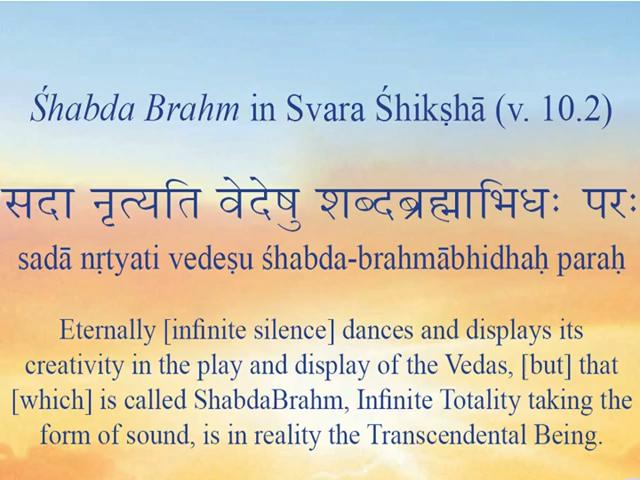 Śhabda Brahm in Svara Śhikṣhā (v. 10.2)
सदा नृत्यति वेदेषु शब्दब्रह्माभिधः परः
sadā nṛtyati vedeṣu śhabda-brahmābhidhaḥ paraḥ
Eternally [infinite silence] dances and displays its
creativity in the play and display of the Vedas, [but] that
[which] is called ShabdaBrahm, Infinite Totality taking the
form of sound, is in reality the Transcendental Being.